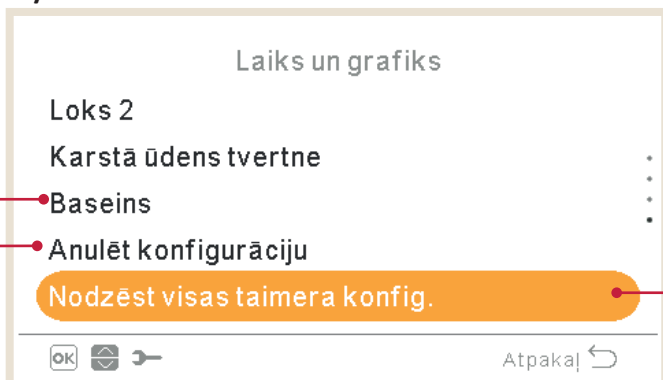 Laiks un grafiks
Loks 2
Karstā ūdens tvertne
Baseins
Anulēt konfigurāciju
Nodzēst visas taimera konfig.
OK
Atpakaļ